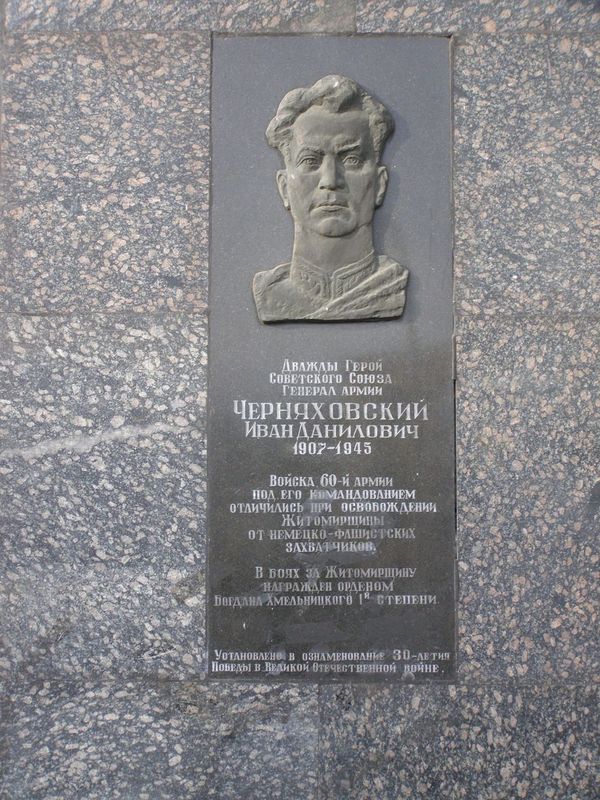 Дважды Герой
Советского Союза
Генерал армии
Черняховский
Иван Данилович
1907-1945
Войска 60-й армии
под его командованием
отличились при освобождении
Житомирщины
от немецко-фашистских
захватчиков.
В боях за Житомирщину
награжден орденом
Богдана Хмельницкого Iй степени.
Установлено в ознаменование 30-летия
Победы в Великой Отечественной войне.